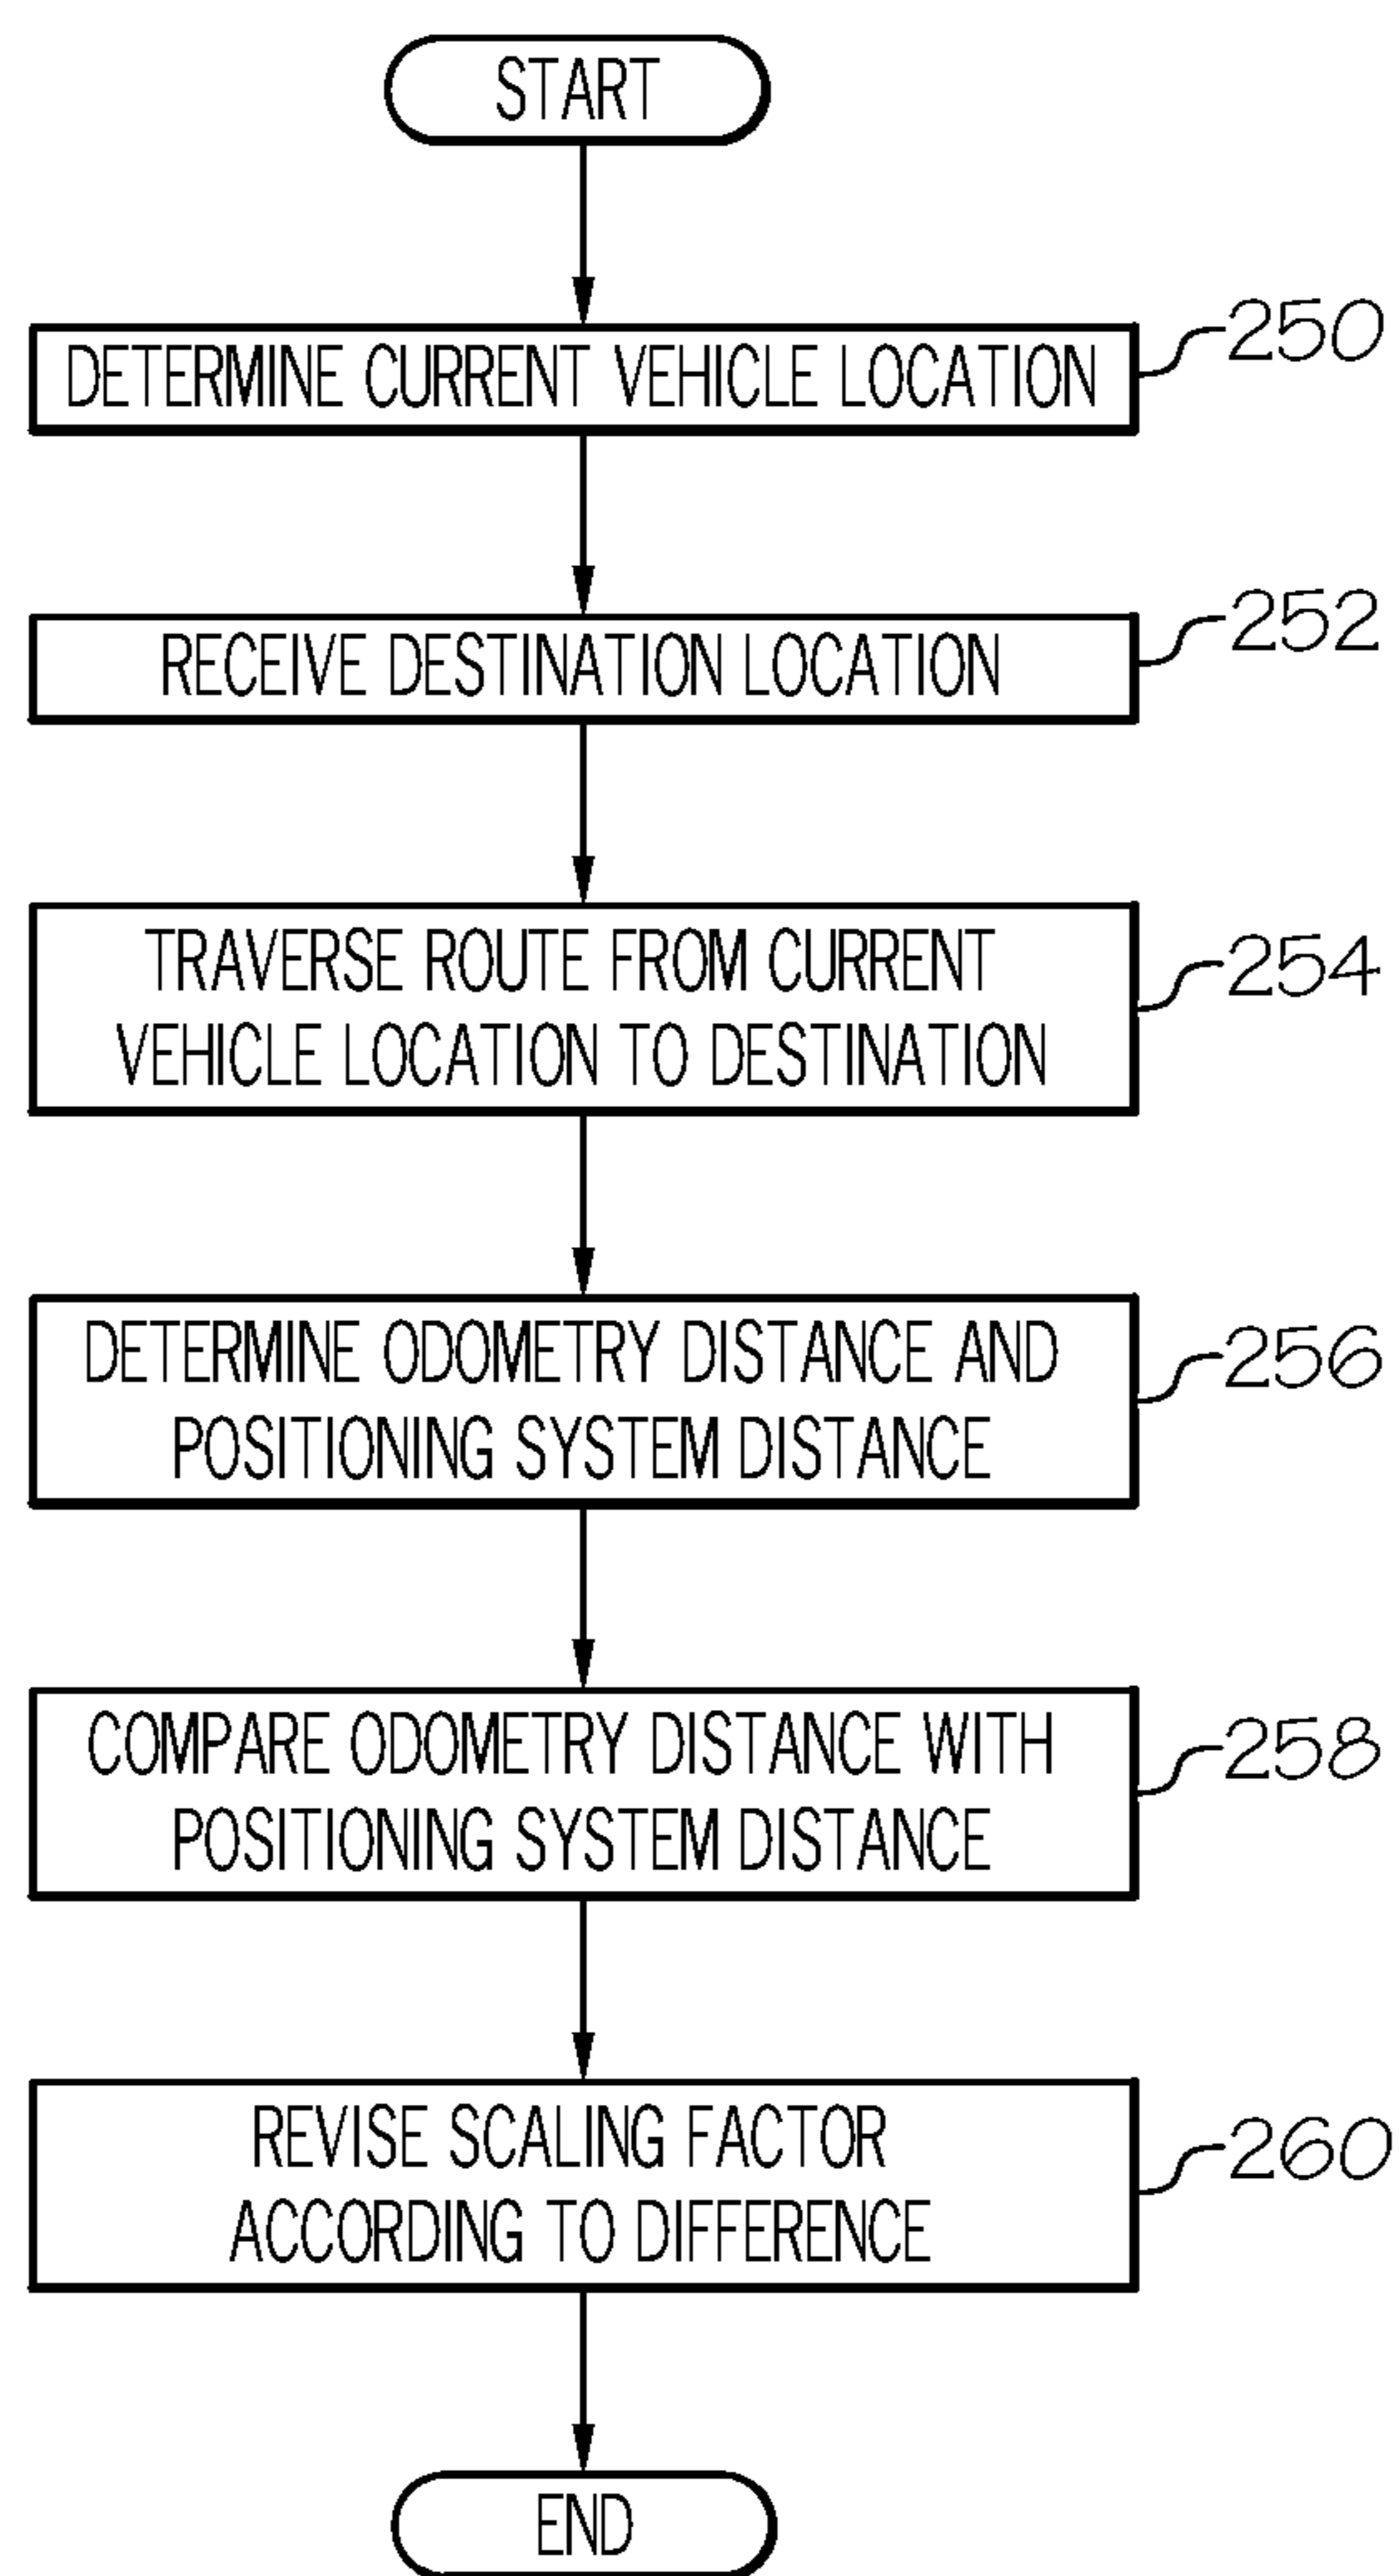 START
DETERMINE CURRENT VEHICLE LOCATION
250
RECEIVE DESTINATION LOCATION
252
TRAVERSE ROUTE FROM CURRENT
VEHICLE LOCATION TO DESTINATION
254
DETERMINE ODOMETRY DISTANCE AND
POSITIONING SYSTEM DISTANCE
256
COMPARE ODOMETRY DISTANCE WITH
POSITIONING SYSTEM DISTANCE
258
REVISE SCALING FACTOR
ACCORDING TO DIFFERENCE
260
END